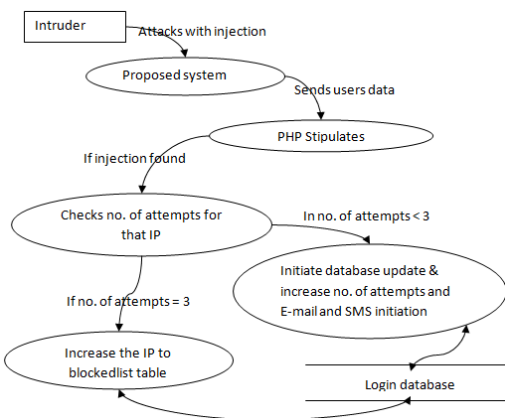 Intruder
Attacks with injection
Proposed system
Sends users data
PHP Stipulates
If injection found
Checks no. of attempts for
that IP
In no. of attempts < 3
Initiate database update &
increase no. of attempts and
E-mail and SMS initiation
If no. of attempts = 3
Increase the IP to
blockedlist table
Login database